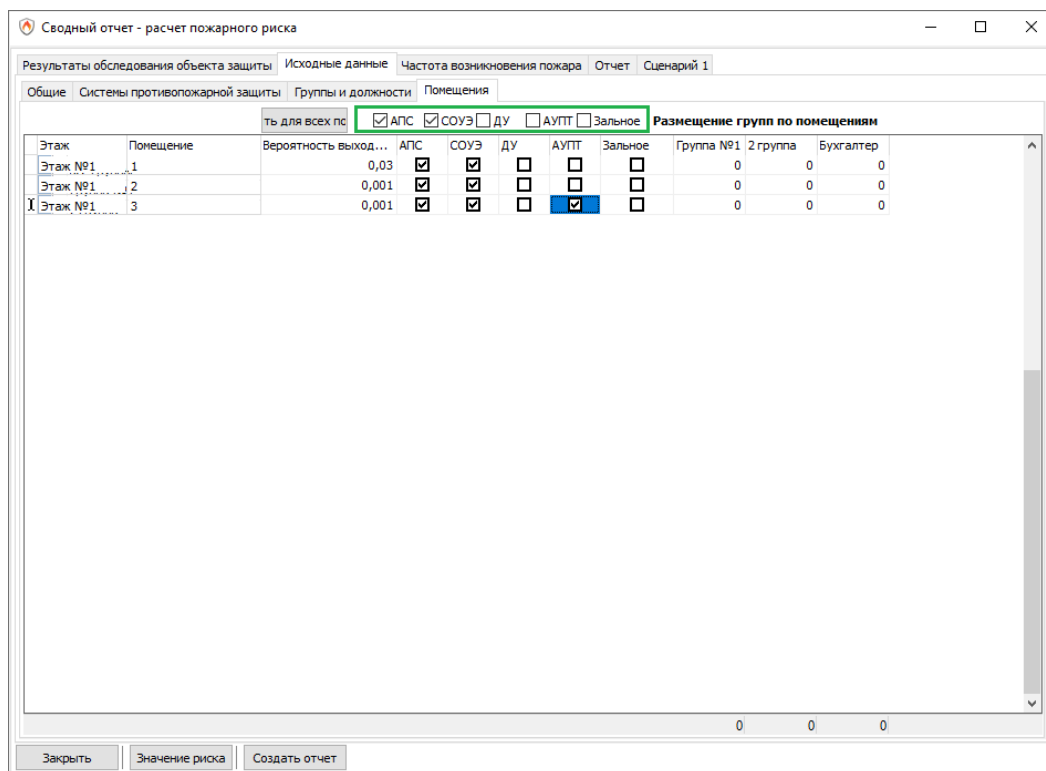 Сводный отчет - расчет пожарного риска
Результаты обследования объекта защиты Исходные данные Частота возникновения пожара Отчет Сценарий 1
Общие Системы противопожарной защиты Группы и должности Помещения
ть для всех пс АПС СОУЭ ДУ АУПТ Зальное Размещение групп по помещениям
Этаж Помещение Вероятность выход... АПС СОУЭ ДУ АУПТ Зальное Группа №1 2 группа Бухгалтер
Этаж №1 1 0,03 0 0 0
Этаж №1 2 0,001 0 0 0
Этаж №1 3 0,001 0 0 0
0 0 0
Закрыть Значение риска Создать отчет